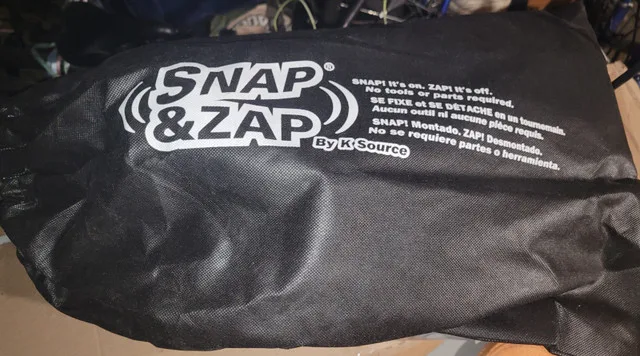 SNAP®
&ZAP
By K Source
SNAP! It's on. ZAP! It's off.
No tools or parts required.
SE FIXE et SE DÉTACHE en un tournemain.
Aucun outil ni aucune pièce requis.
SNAP! Montado. ZAP! Desmontado.
No se requiere partes o herramienta.